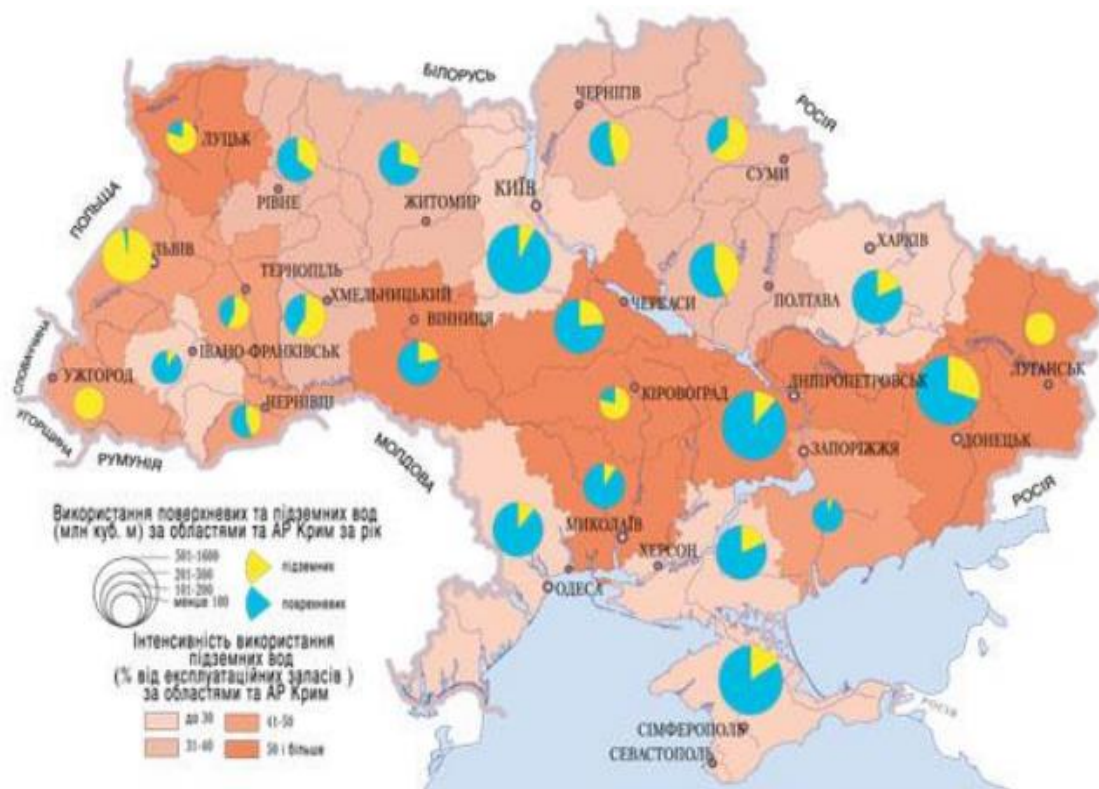 БІЛОРУСЬ
ЧЕРНІГІВ
РОСІЯ
ЛУЦЬК
СУМИ
КИЇВ
РІВНЕ
ЖИТОМИР
ПОЛЬЩА
ХАРКІВ
ЛЬВІВ
ТЕРНОПІЛЬ
ХМЕЛЬНИЦЬКИЙ
ПОЛТАВА
ЧЕРКАСИ
ВІННИЦЯ
СЛОВАЧЧИНА
ІВАНО-ФРАНКІВСЬК
УЖГОРОД
ЛУГАНСЬК
КІРОВОГРАД
ДНІПРОПЕТРОВСЬК
ЧЕРНІВЦІ
УГОРЩИНА
РУМУНІЯ
МОЛДОВА
ДОНЕЦЬК
ЗАПОРІЖЖЯ
РОСІЯ
МИКОЛАЇВ
ХЕРСОН
ОДЕСА
Використання поверхневих та підземних вод
(млн куб. м) за областями та АР Крим за рік
501-1600
201-300
101-200
менше 100
підземних
поверхневих
Інтенсивність використання
підземних вод
(% від експлуатаційних запасів )
за областями та АР Крим
до 30
41-50
31-40
50 і більше
РОСІЯ
СІМФЕРОПОЛЬ
СЕВАСТОПОЛЬ